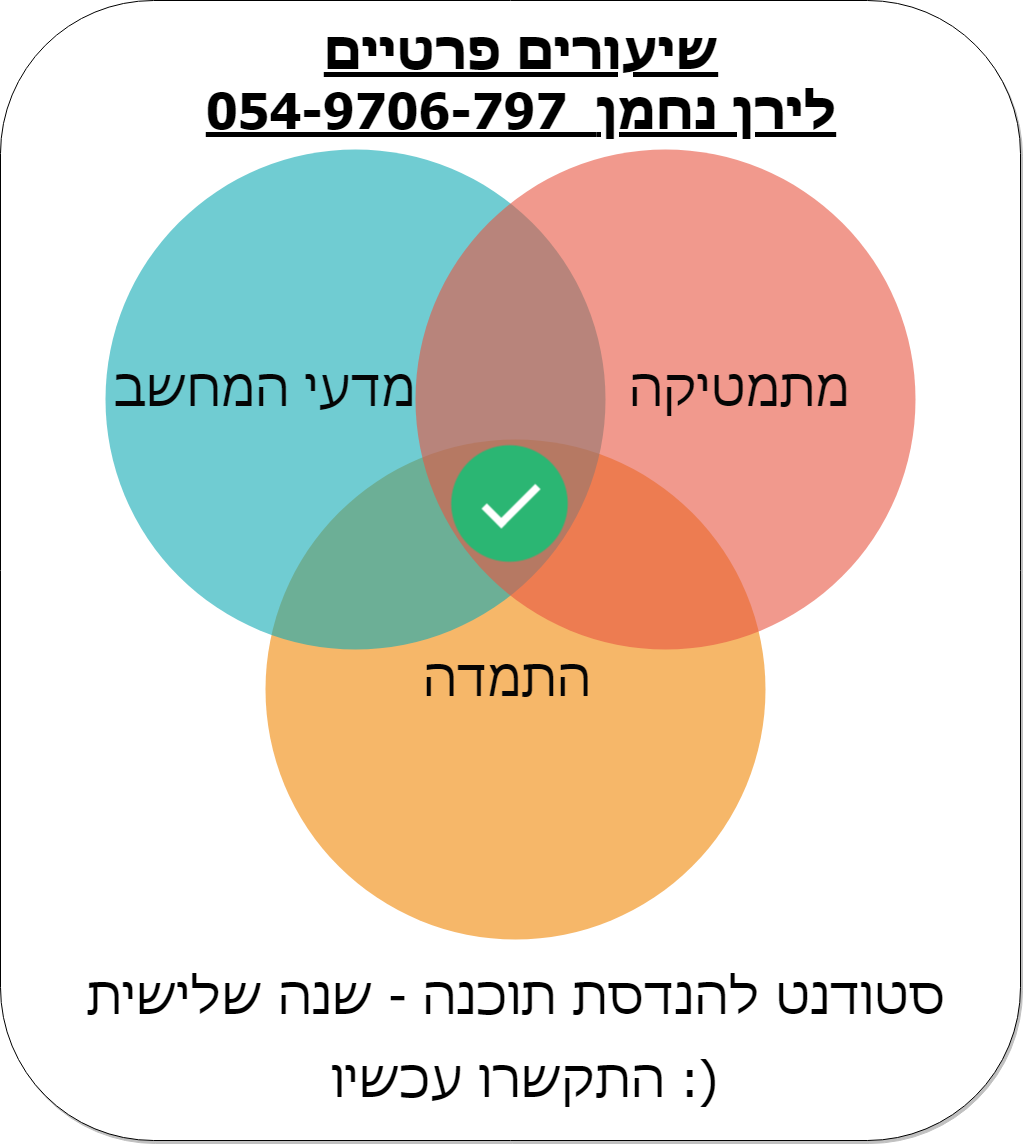 שיעורים פרטיים
לירן נחמן 054-9706-797
מתמטיקה
מדעי המחשב
התמדה
סטודנט להנדסת תוכנה - שנה שלישית
(: התקשרו עכשיו